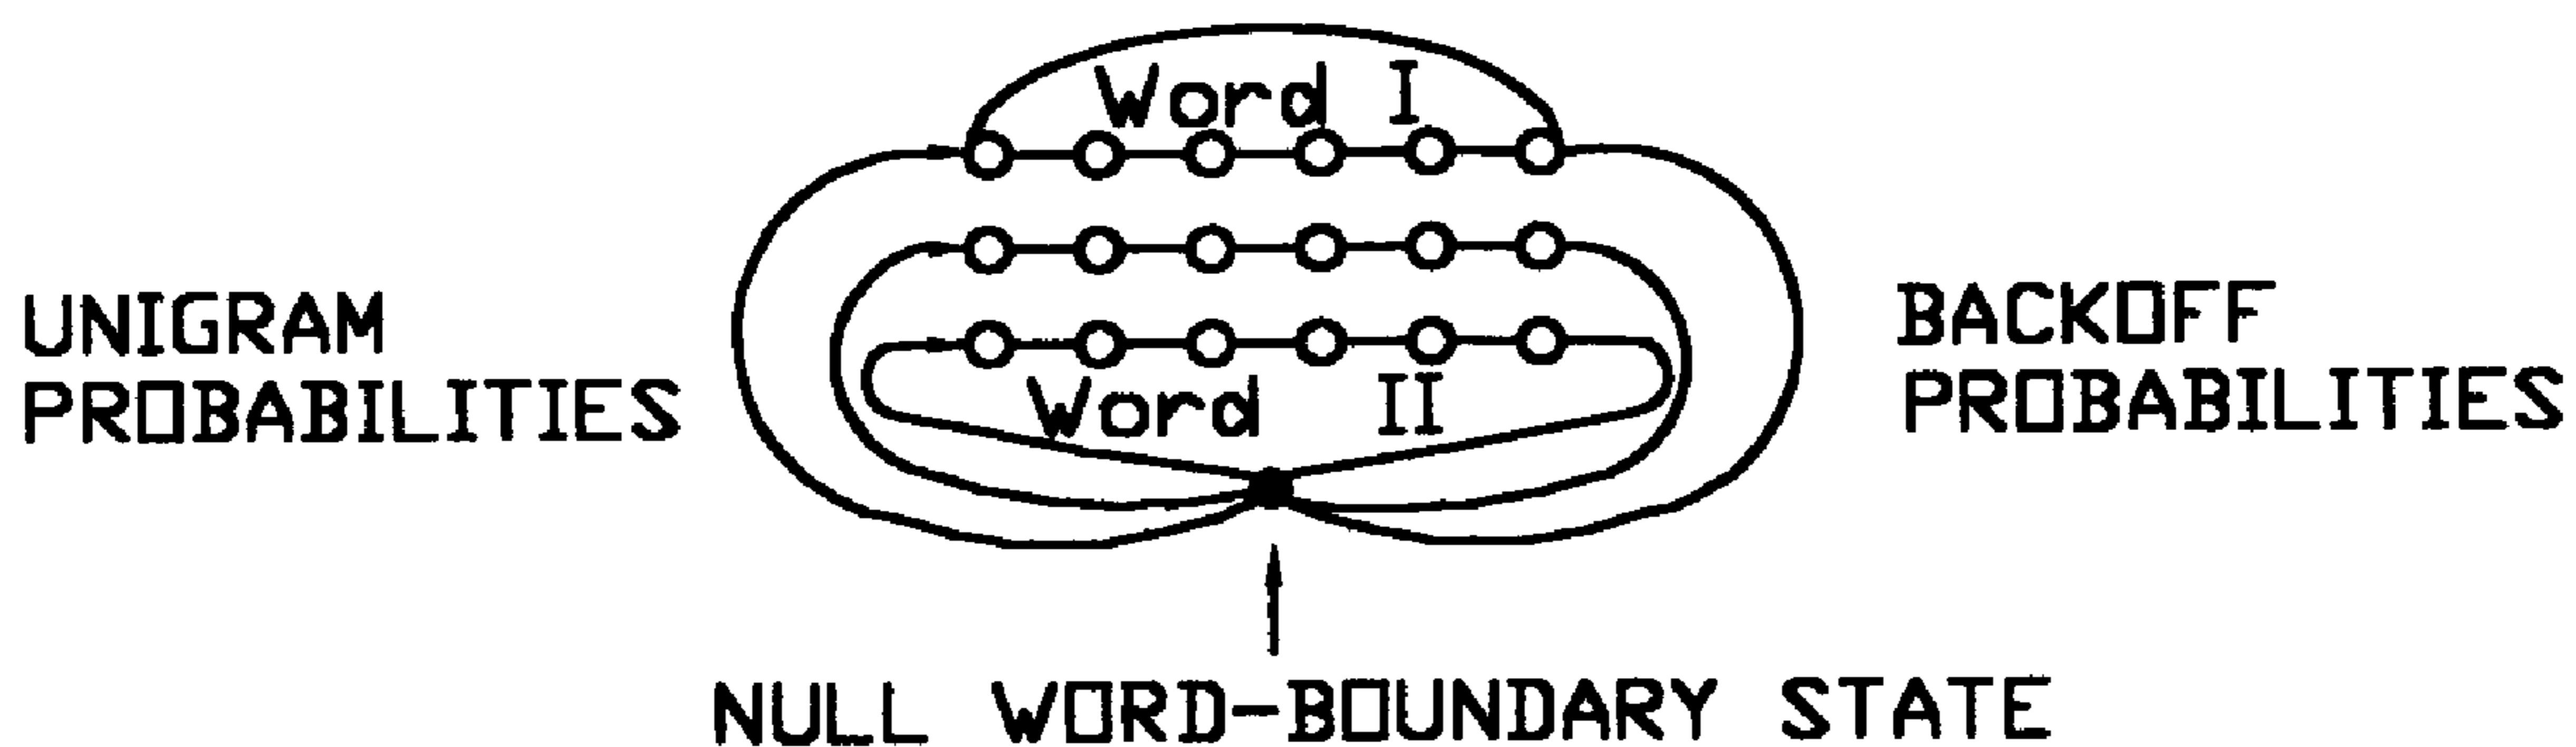 Word I
UNIGRAM
PROBABILITIES
BACKOFF
PROBABILITIES
Word II
NULL WORD-BOUNDARY STATE